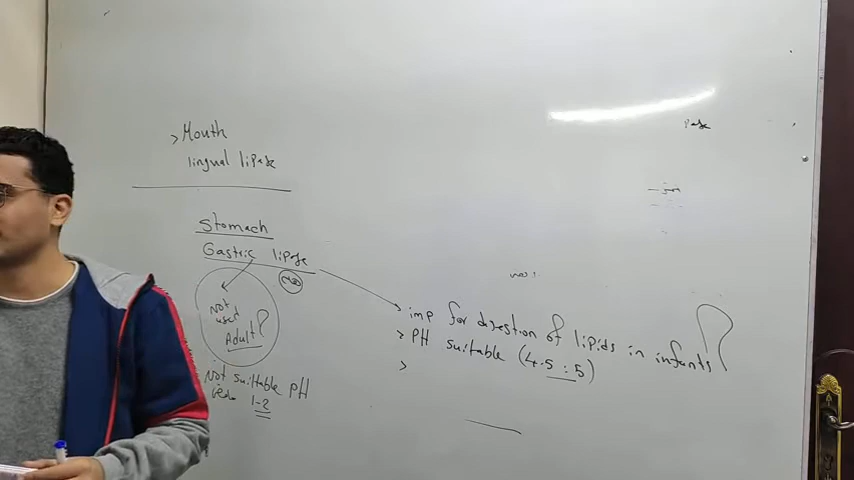 > Mouth
lingual lipase
Stomach
Gastric lipase
not
used
Adult?
Not suitable PH
1-2
> imp for digestion of lipids in infants?
> PH suitable (4.5 : 5)
>